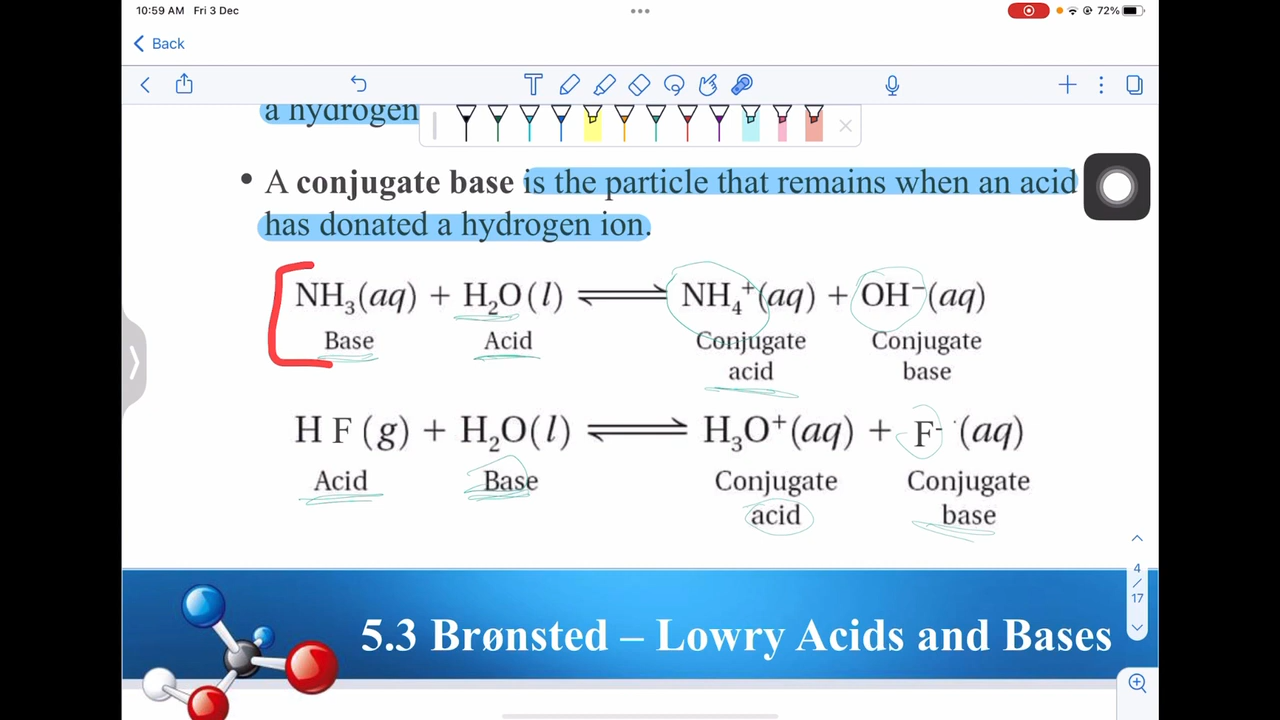 10:59 AM Fri 3 Dec
72%
Back
a hydrogen
• A conjugate base is the particle that remains when an acid
has donated a hydrogen ion.
NH₃(aq) + H₂O(l) ⇌ NH₄⁺(aq) + OH⁻(aq)
Base Acid Conjugate acid Conjugate base
H F (g) + H₂O(l) ⇌ H₃O⁺(aq) + F⁻ (aq)
Acid Base Conjugate acid Conjugate base
4
/
17
5.3 Brønsted – Lowry Acids and Bases